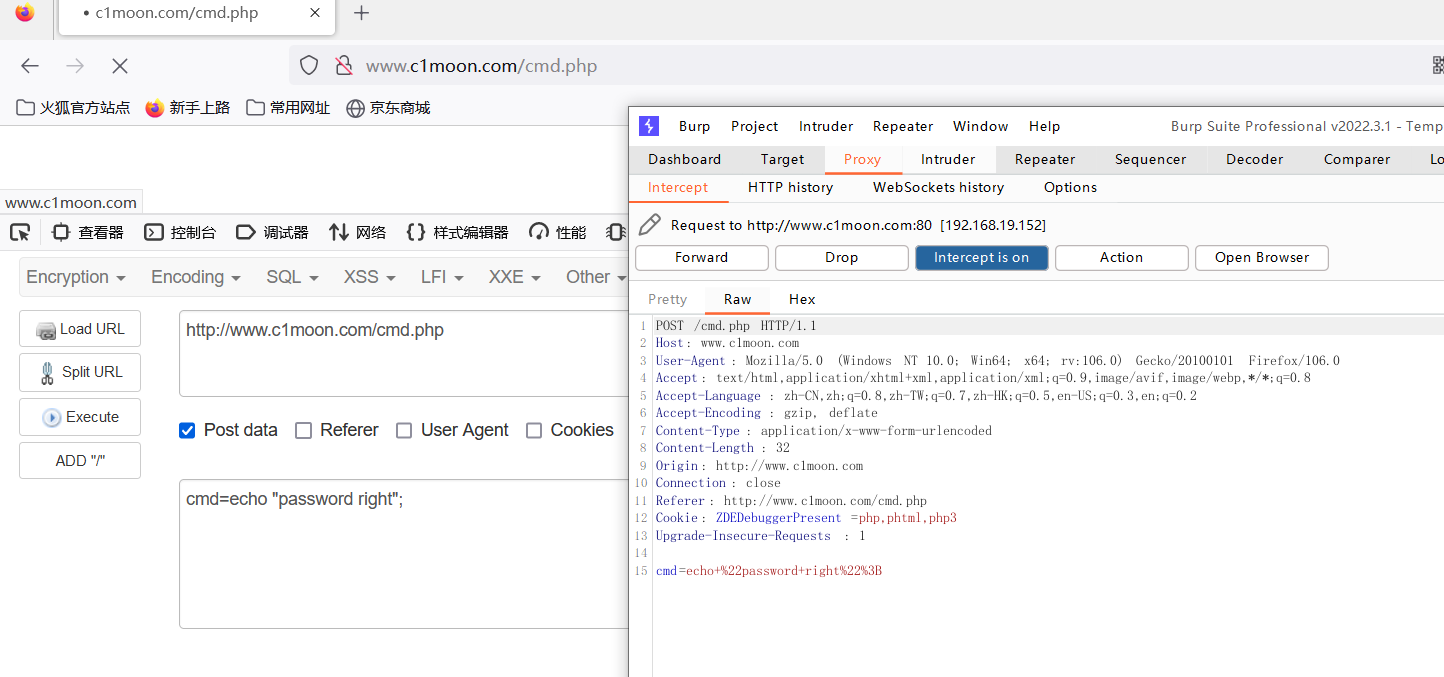 • c1moon.com/cmd.php
www.c1moon.com/cmd.php
火狐官方站点 新手上路 常用网址 京东商城
www.c1moon.com
查看器 控制台 调试器 网络 样式编辑器 性能
Encryption Encoding SQL XSS LFI XXE Other
Load URL
Split URL
Execute
ADD "/"
http://www.c1moon.com/cmd.php
Post data Referer User Agent Cookies
cmd=echo "password right";
Burp Project Intruder Repeater Window Help Burp Suite Professional v2022.3.1 - Temp
Dashboard Target Proxy Intruder Repeater Sequencer Decoder Comparer Lo
Intercept HTTP history WebSockets history Options
Request to http://www.c1moon.com:80 [192.168.19.152]
Forward Drop Intercept is on Action Open Browser
Pretty Raw Hex
1 POST /cmd.php HTTP/1.1
2 Host: www.c1moon.com
3 User-Agent: Mozilla/5.0 (Windows NT 10.0; Win64; x64; rv:106.0) Gecko/20100101 Firefox/106.0
4 Accept: text/html,application/xhtml+xml,application/xml;q=0.9,image/avif,image/webp,*/*;q=0.8
5 Accept-Language: zh-CN,zh;q=0.8,zh-TW;q=0.7,zh-HK;q=0.5,en-US;q=0.3,en;q=0.2
6 Accept-Encoding: gzip, deflate
7 Content-Type: application/x-www-form-urlencoded
8 Content-Length: 32
9 Origin: http://www.c1moon.com
10 Connection: close
11 Referer: http://www.c1moon.com/cmd.php
12 Cookie: ZDEDebuggerPresent=php,phtml,php3
13 Upgrade-Insecure-Requests: 1
14
15 cmd=echo+%22password+right%22%3B